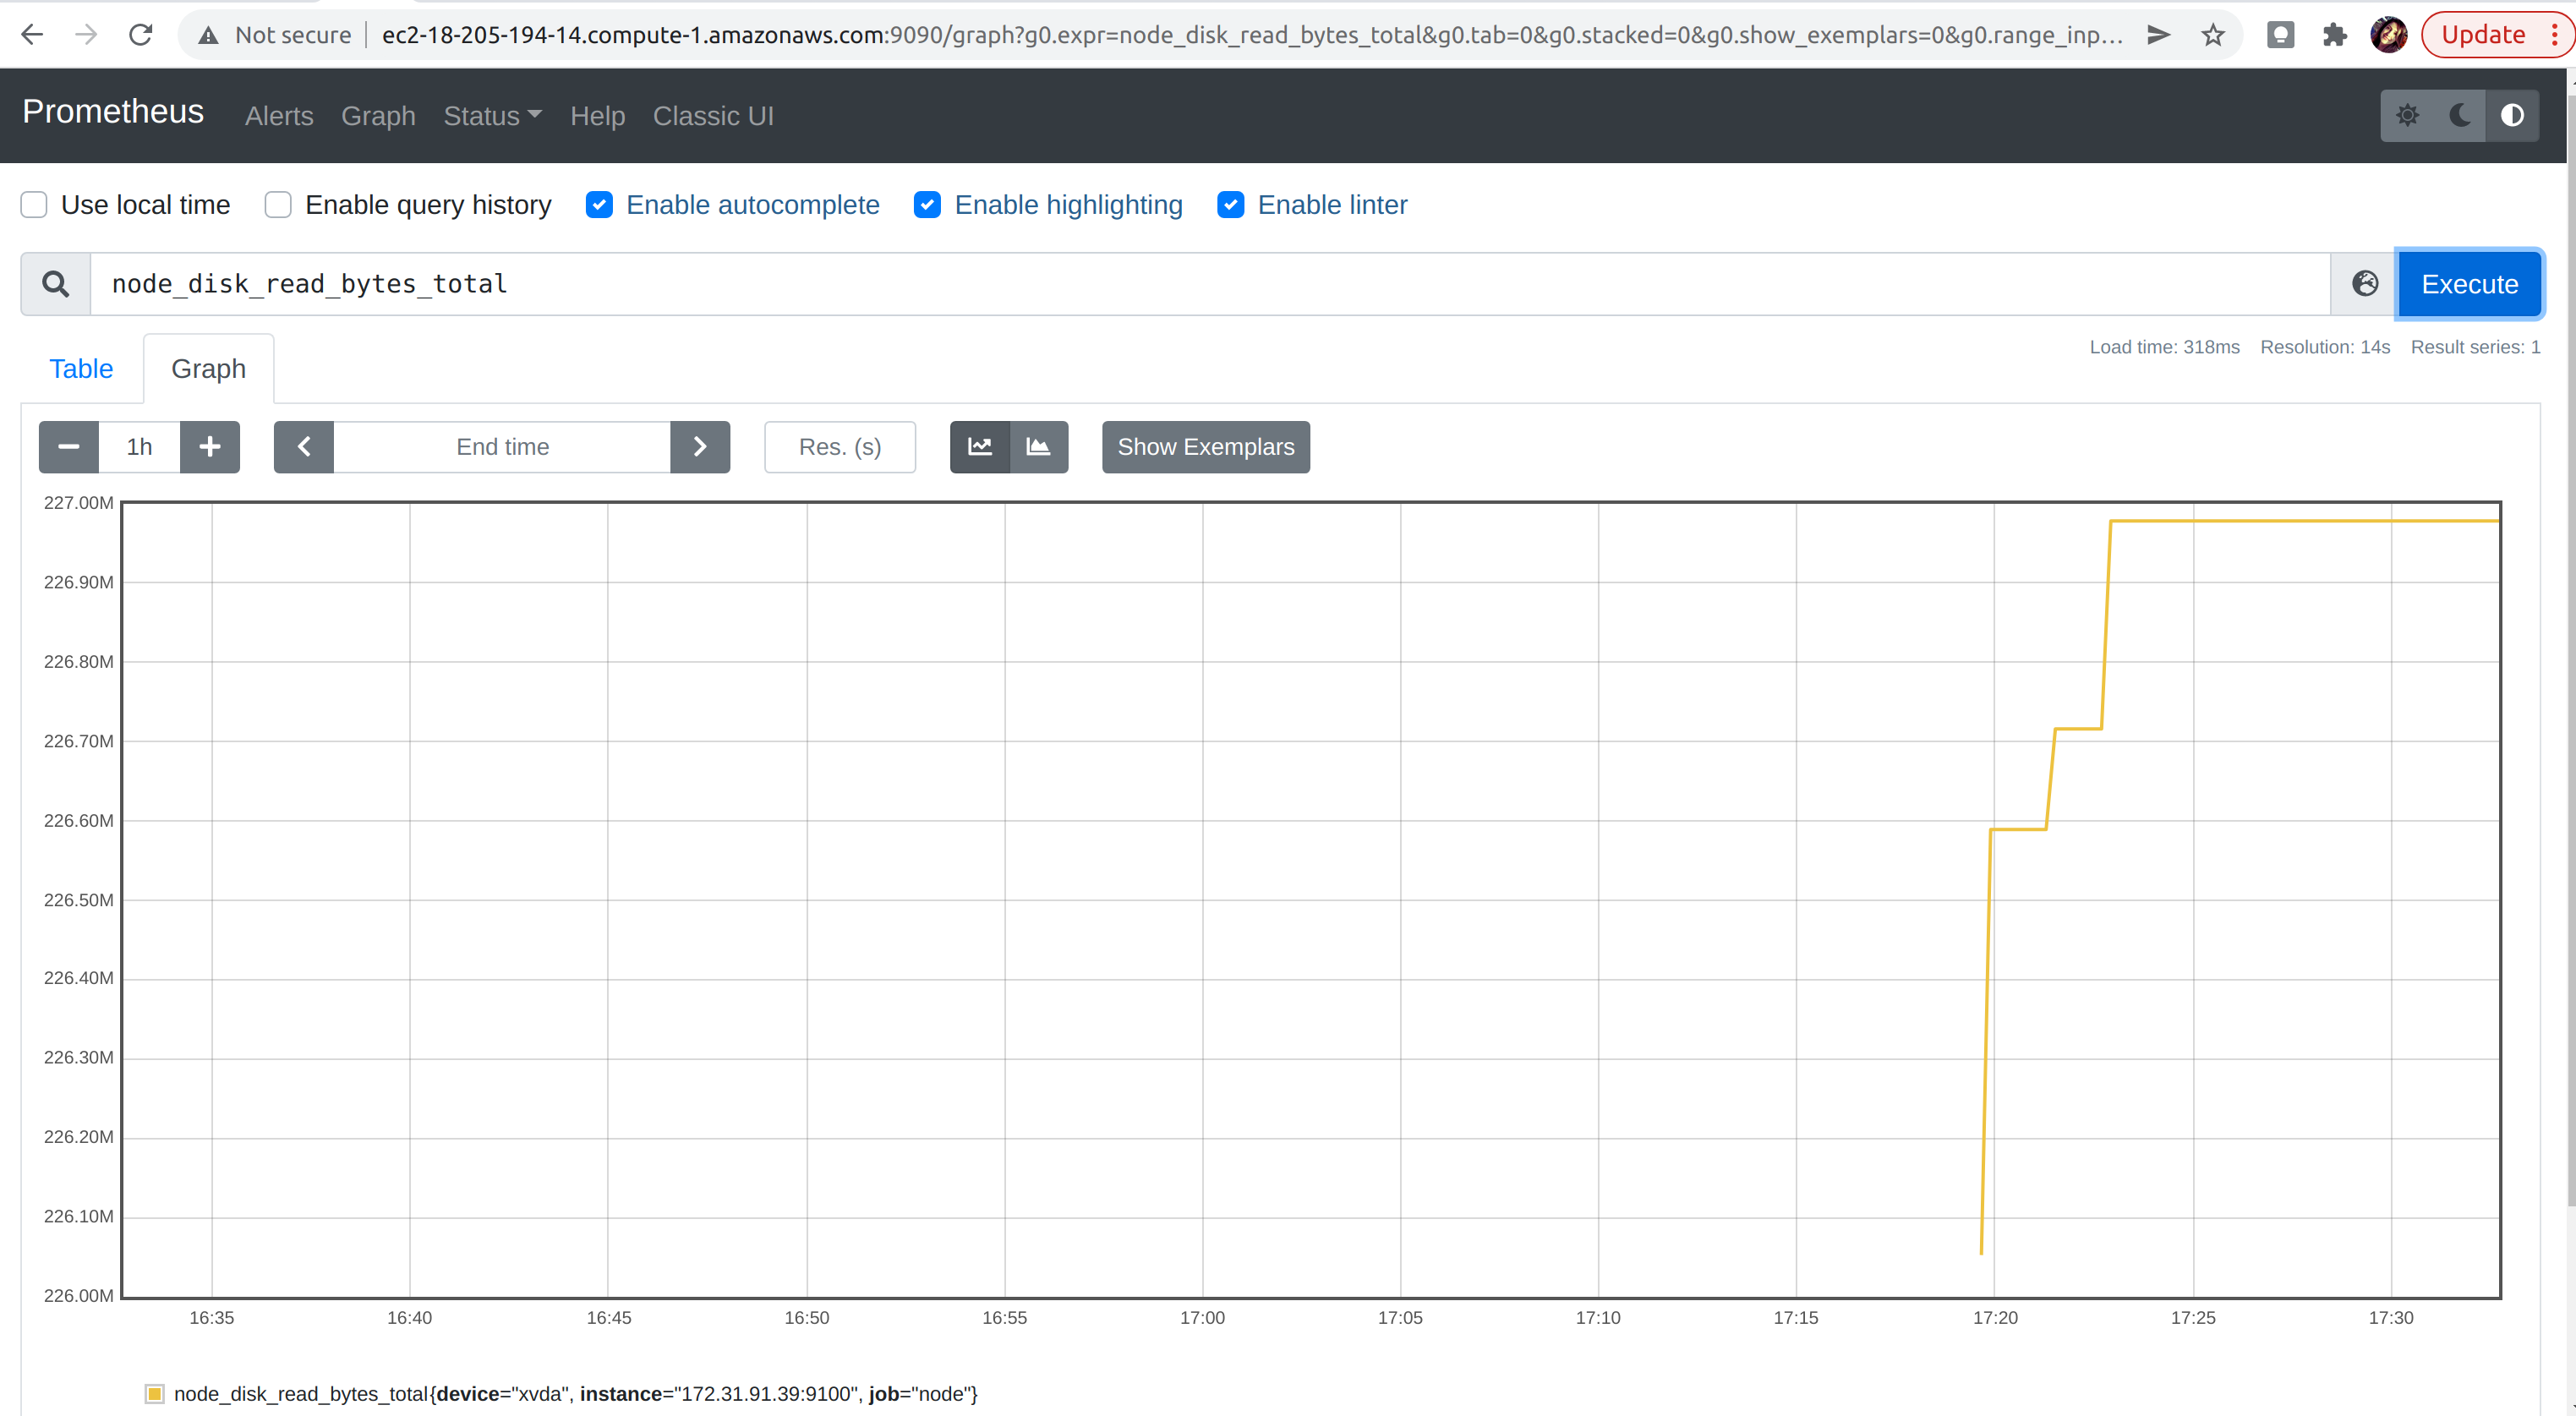 Not secure ec2-18-205-194-14.compute-1.amazonaws.com:9090/graph?g0.expr=node_disk_read_bytes_total&g0.tab=0&g0.stacked=0&g0.show_exemplars=0&g0.range_inp... Update
Prometheus Alerts Graph Status Help Classic UI
Use local time Enable query history Enable autocomplete Enable highlighting Enable linter
node_disk_read_bytes_total Execute
Table Graph Load time: 318ms Resolution: 14s Result series: 1
1h End time Res. (s) Show Exemplars
227.00M
226.90M
226.80M
226.70M
226.60M
226.50M
226.40M
226.30M
226.20M
226.10M
226.00M
16:35 16:40 16:45 16:50 16:55 17:00 17:05 17:10 17:15 17:20 17:25 17:30
node_disk_read_bytes_total{device="xvda", instance="172.31.91.39:9100", job="node"}